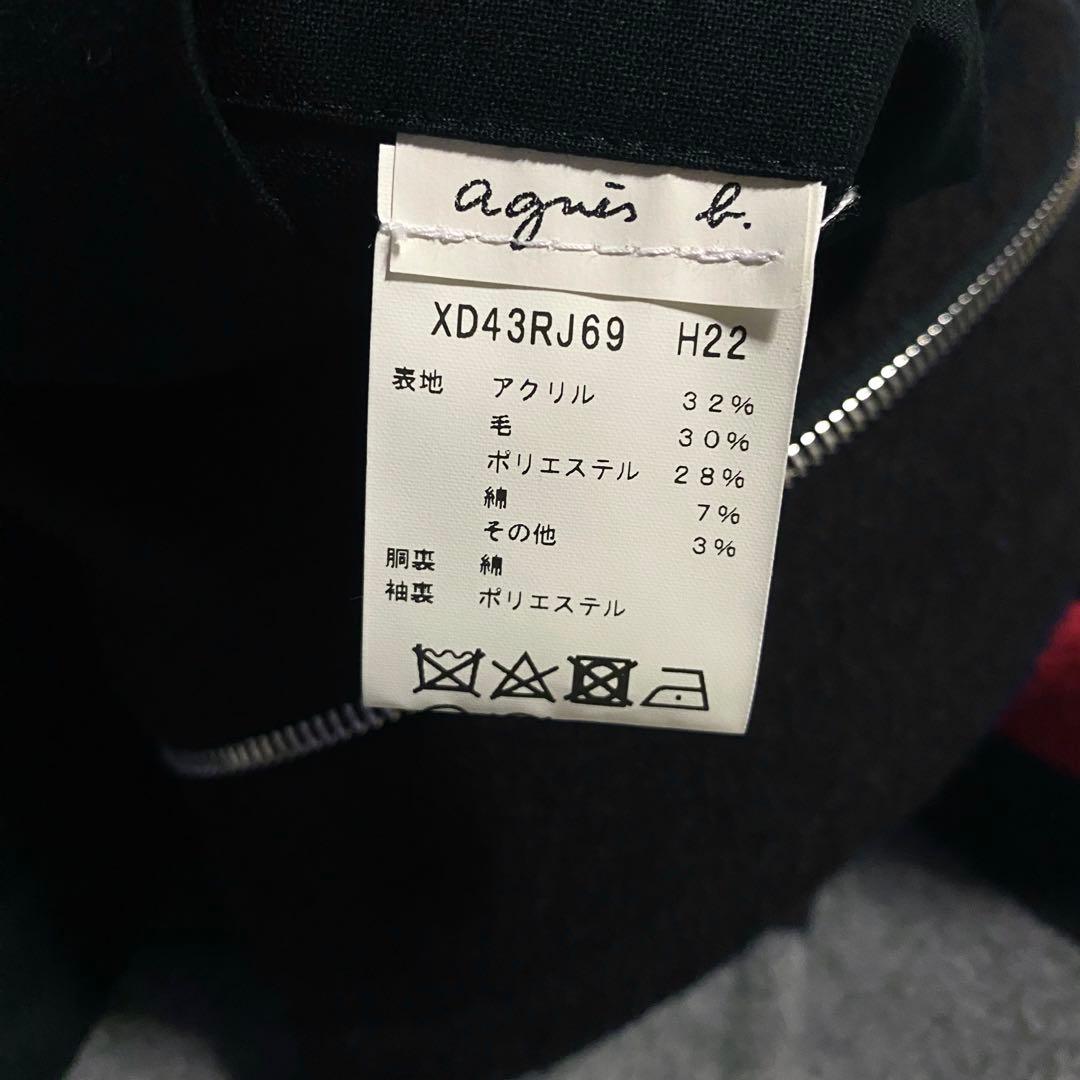 agnès b.
XD43RJ69 H22
表地 アクリル 32%
毛 30%
ポリエステル 28%
綿 7%
その他 3%
胴裏 綿
袖裏 ポリエステル